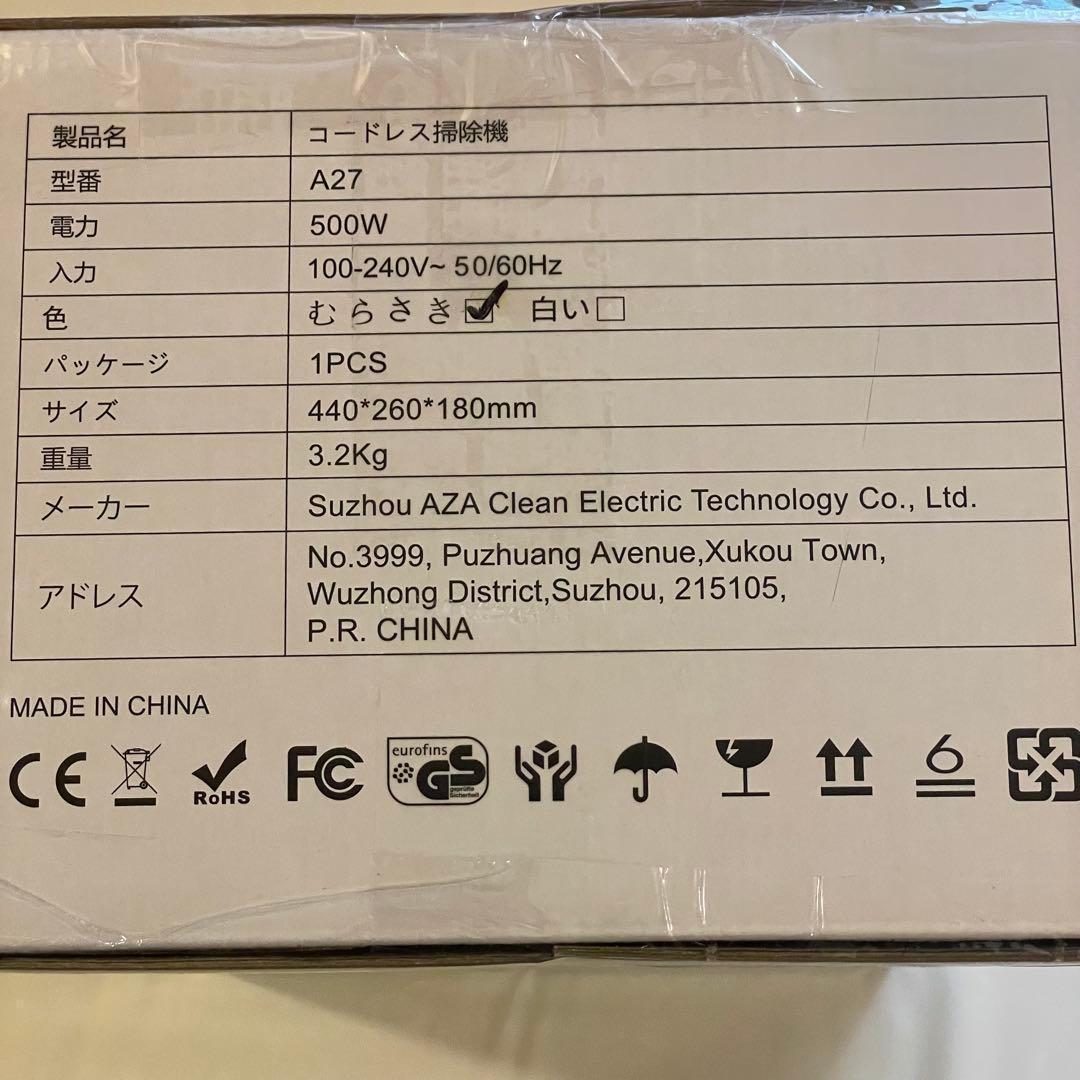 製品名 コードレス掃除機
型番 A27
電力 500W
入力 100-240V~ 50/60Hz
色 むらさき☑ 白い☐
パッケージ 1PCS
サイズ 440*260*180mm
重量 3.2Kg
メーカー Suzhou AZA Clean Electric Technology Co., Ltd.
アドレス No.3999, Puzhuang Avenue,Xukou Town,
Wuzhong District,Suzhou, 215105,
P.R. CHINA
MADE IN CHINA
CE RoHS FC eurofins GS geprüfte Sicherheit 6